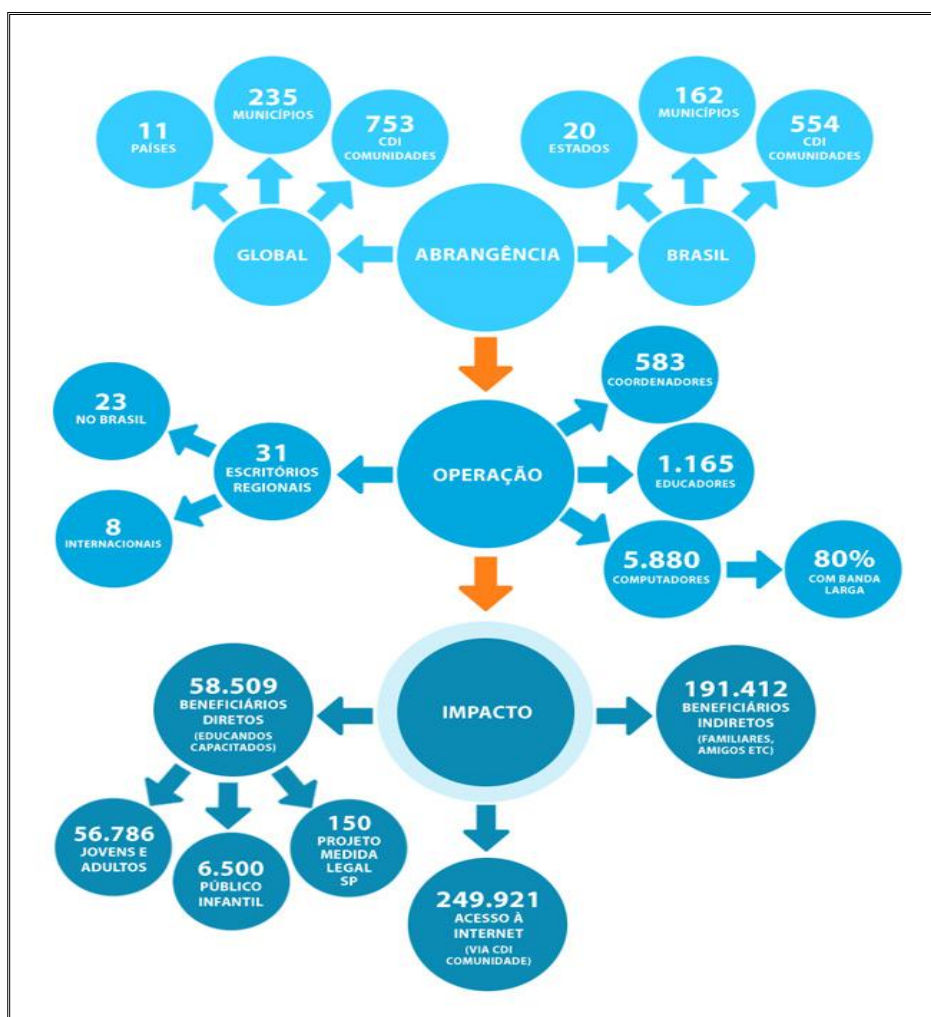 235
MUNICÍPIOS
11
PAÍSES
753
CDI
COMUNIDADES
162
MUNICÍPIOS
20
ESTADOS
554
CDI
COMUNIDADES
GLOBAL
ABRANGÊNCIA
BRASIL
583
COORDENADORES
23
NO BRASIL
31
ESCRITÓRIOS
REGIONAIS
OPERAÇÃO
1.165
EDUCADORES
8
INTERNACIONAIS
5.880
COMPUTADORES
80%
COM BANDA
LARGA
58.509
BENEFICIÁRIOS
DIRETOS
(EDUCANDOS
CAPACITADOS)
IMPACTO
191.412
BENEFICIÁRIOS
INDIRETOS
(FAMILIARES,
AMIGOS ETC)
56.786
JOVENS E
ADULTOS
6.500
PÚBLICO
INFANTIL
150
PROJETO
MEDIDA
LEGAL
SP
249.921
ACESSO À
INTERNET
(VIA CDI
COMUNIDADE)